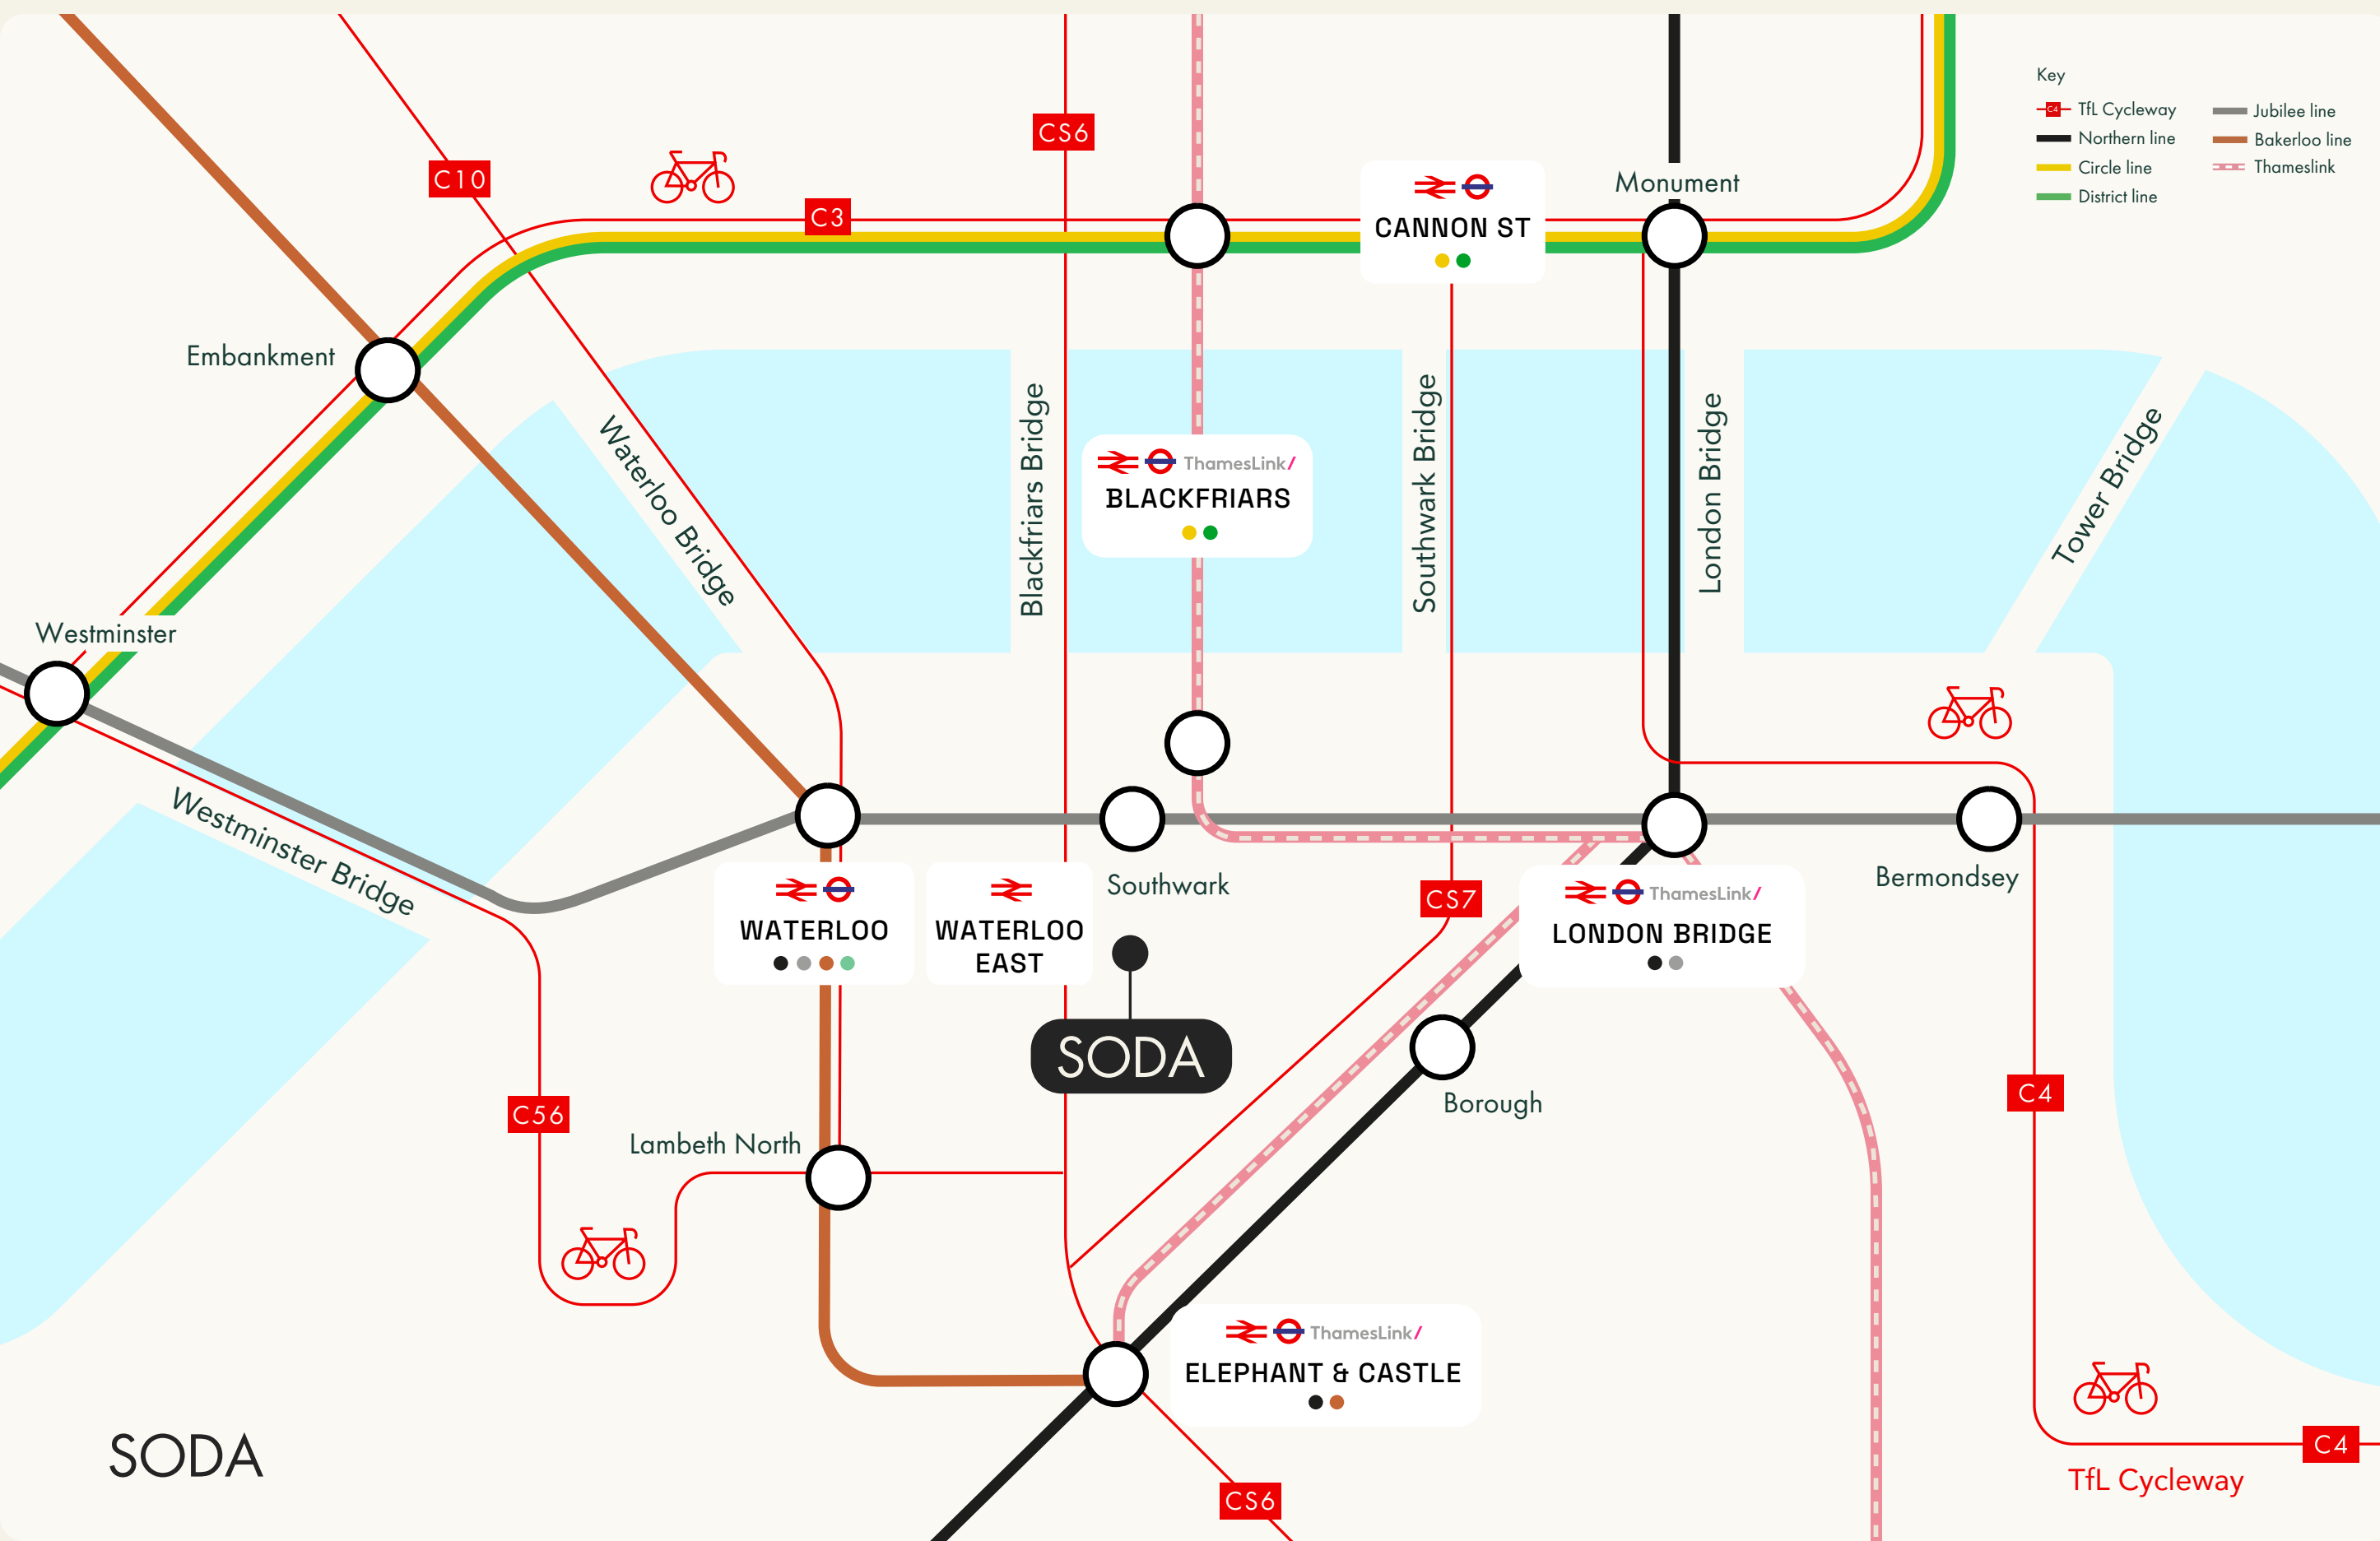 Key
C4
TfL Cycleway
Northern line
Circle line
District line
Jubilee line
Bakerloo line
Thameslink
CS6
C10
C3
CANNON ST
Monument
Embankment
Waterloo Bridge
Blackfriars Bridge
ThamesLink/
BLACKFRIARS
Southwark Bridge
London Bridge
Tower Bridge
Westminster
Westminster Bridge
WATERLOO
WATERLOO
EAST
Southwark
CS7
ThamesLink/
LONDON BRIDGE
Bermondsey
SODA
Borough
C56
Lambeth North
C4
ThamesLink/
ELEPHANT & CASTLE
SODA
CS6
C4
TfL Cycleway